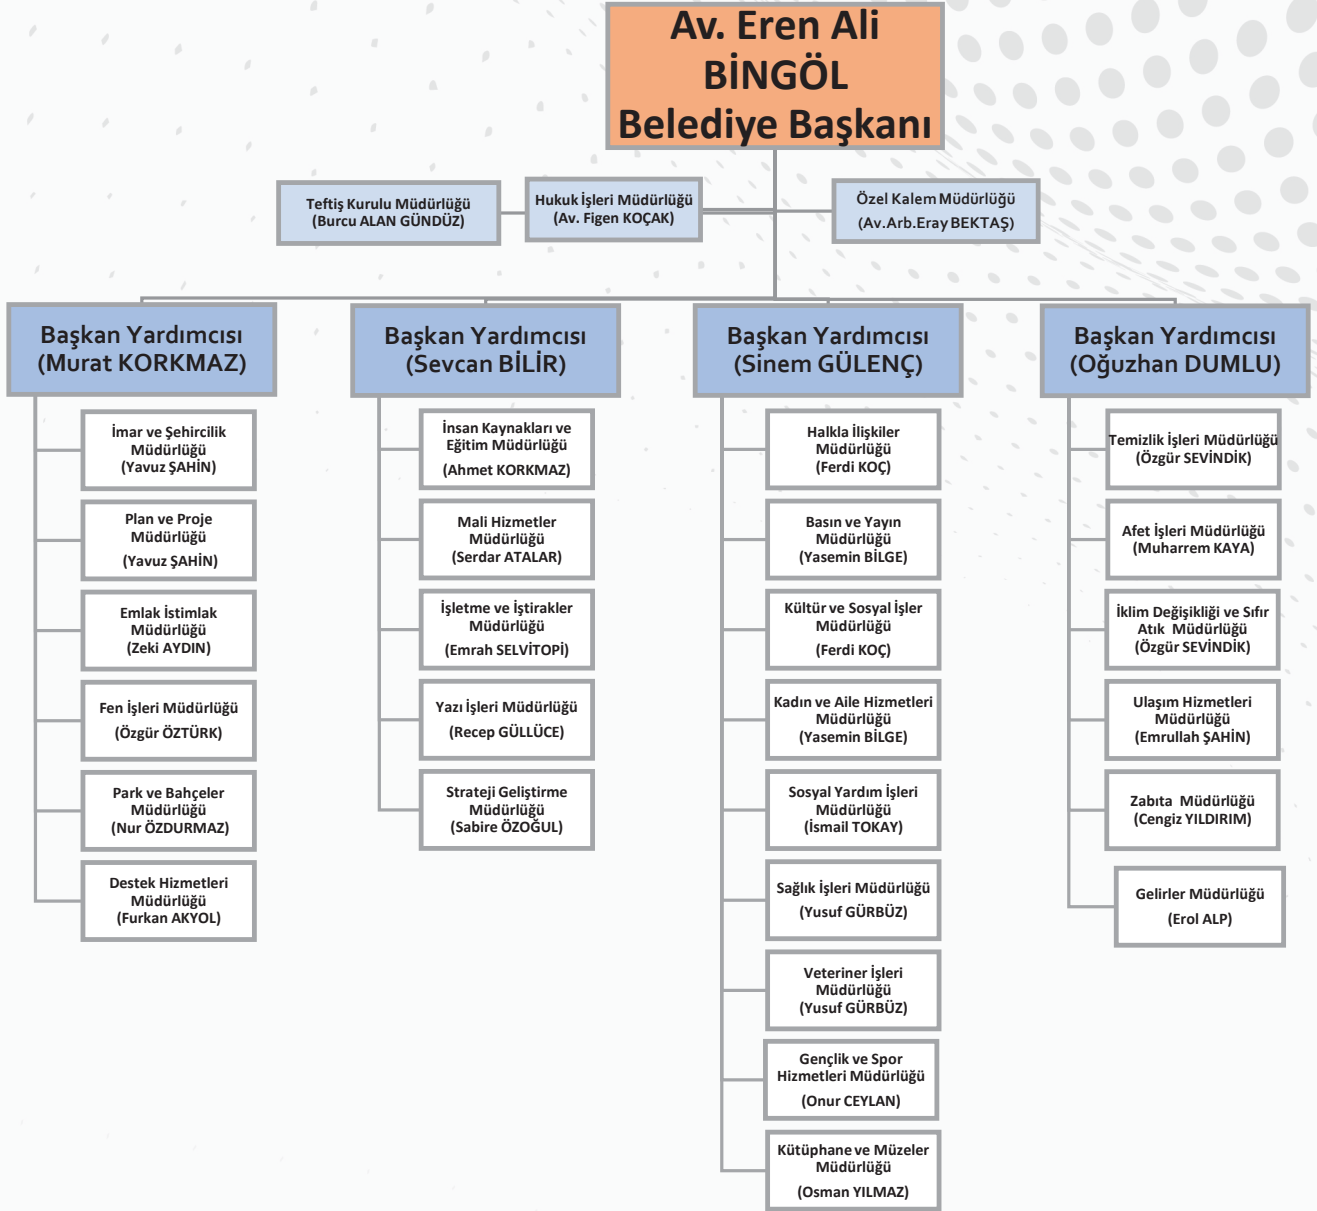 Av. Eren Ali
BİNGÖL
Belediye Başkanı
Teftiş Kurulu Müdürlüğü
(Burcu ALAN GÜNDÜZ)
Hukuk İşleri Müdürlüğü
(Av. Figen KOÇAK)
Özel Kalem Müdürlüğü
(Av.Arb.Eray BEKTAŞ)
Başkan Yardımcısı
(Murat KORKMAZ)
İmar ve Şehircilik
Müdürlüğü
(Yavuz ŞAHİN)
Plan ve Proje
Müdürlüğü
(Yavuz ŞAHİN)
Emlak İstimlak
Müdürlüğü
(Zeki AYDIN)
Fen İşleri Müdürlüğü
(Özgür ÖZTÜRK)
Park ve Bahçeler
Müdürlüğü
(Nur ÖZDURMAZ)
Destek Hizmetleri
Müdürlüğü
(Furkan AKYOL)
Başkan Yardımcısı
(Sevcan BİLİR)
İnsan Kaynakları ve
Eğitim Müdürlüğü
(Ahmet KORKMAZ)
Mali Hizmetler
Müdürlüğü
(Serdar ATALAR)
İşletme ve İştirakler
Müdürlüğü
(Emrah SELVİTOPİ)
Yazı İşleri Müdürlüğü
(Recep GÜLLÜCE)
Strateji Geliştirme
Müdürlüğü
(Sabire ÖZOĞUL)
Başkan Yardımcısı
(Sinem GÜLENÇ)
Halkla İlişkiler
Müdürlüğü
(Ferdi KOÇ)
Basın ve Yayın
Müdürlüğü
(Yasemin BİLGE)
Kültür ve Sosyal İşler
Müdürlüğü
(Ferdi KOÇ)
Kadın ve Aile Hizmetleri
Müdürlüğü
(Yasemin BİLGE)
Sosyal Yardım İşleri
Müdürlüğü
(İsmail TOKAY)
Sağlık İşleri Müdürlüğü
(Yusuf GÜRBÜZ)
Veteriner İşleri
Müdürlüğü
(Yusuf GÜRBÜZ)
Gençlik ve Spor
Hizmetleri Müdürlüğü
(Onur CEYLAN)
Kütüphane ve Müzeler
Müdürlüğü
(Osman YILMAZ)
Başkan Yardımcısı
(Oğuzhan DUMLU)
Temizlik İşleri Müdürlüğü
(Özgür SEVİNDİK)
Afet İşleri Müdürlüğü
(Muharrem KAYA)
İklim Değişikliği ve Sıfır
Atık Müdürlüğü
(Özgür SEVİNDİK)
Ulaşım Hizmetleri
Müdürlüğü
(Emrullah ŞAHİN)
Zabıta Müdürlüğü
(Cengiz YILDIRIM)
Gelirler Müdürlüğü
(Erol ALP)